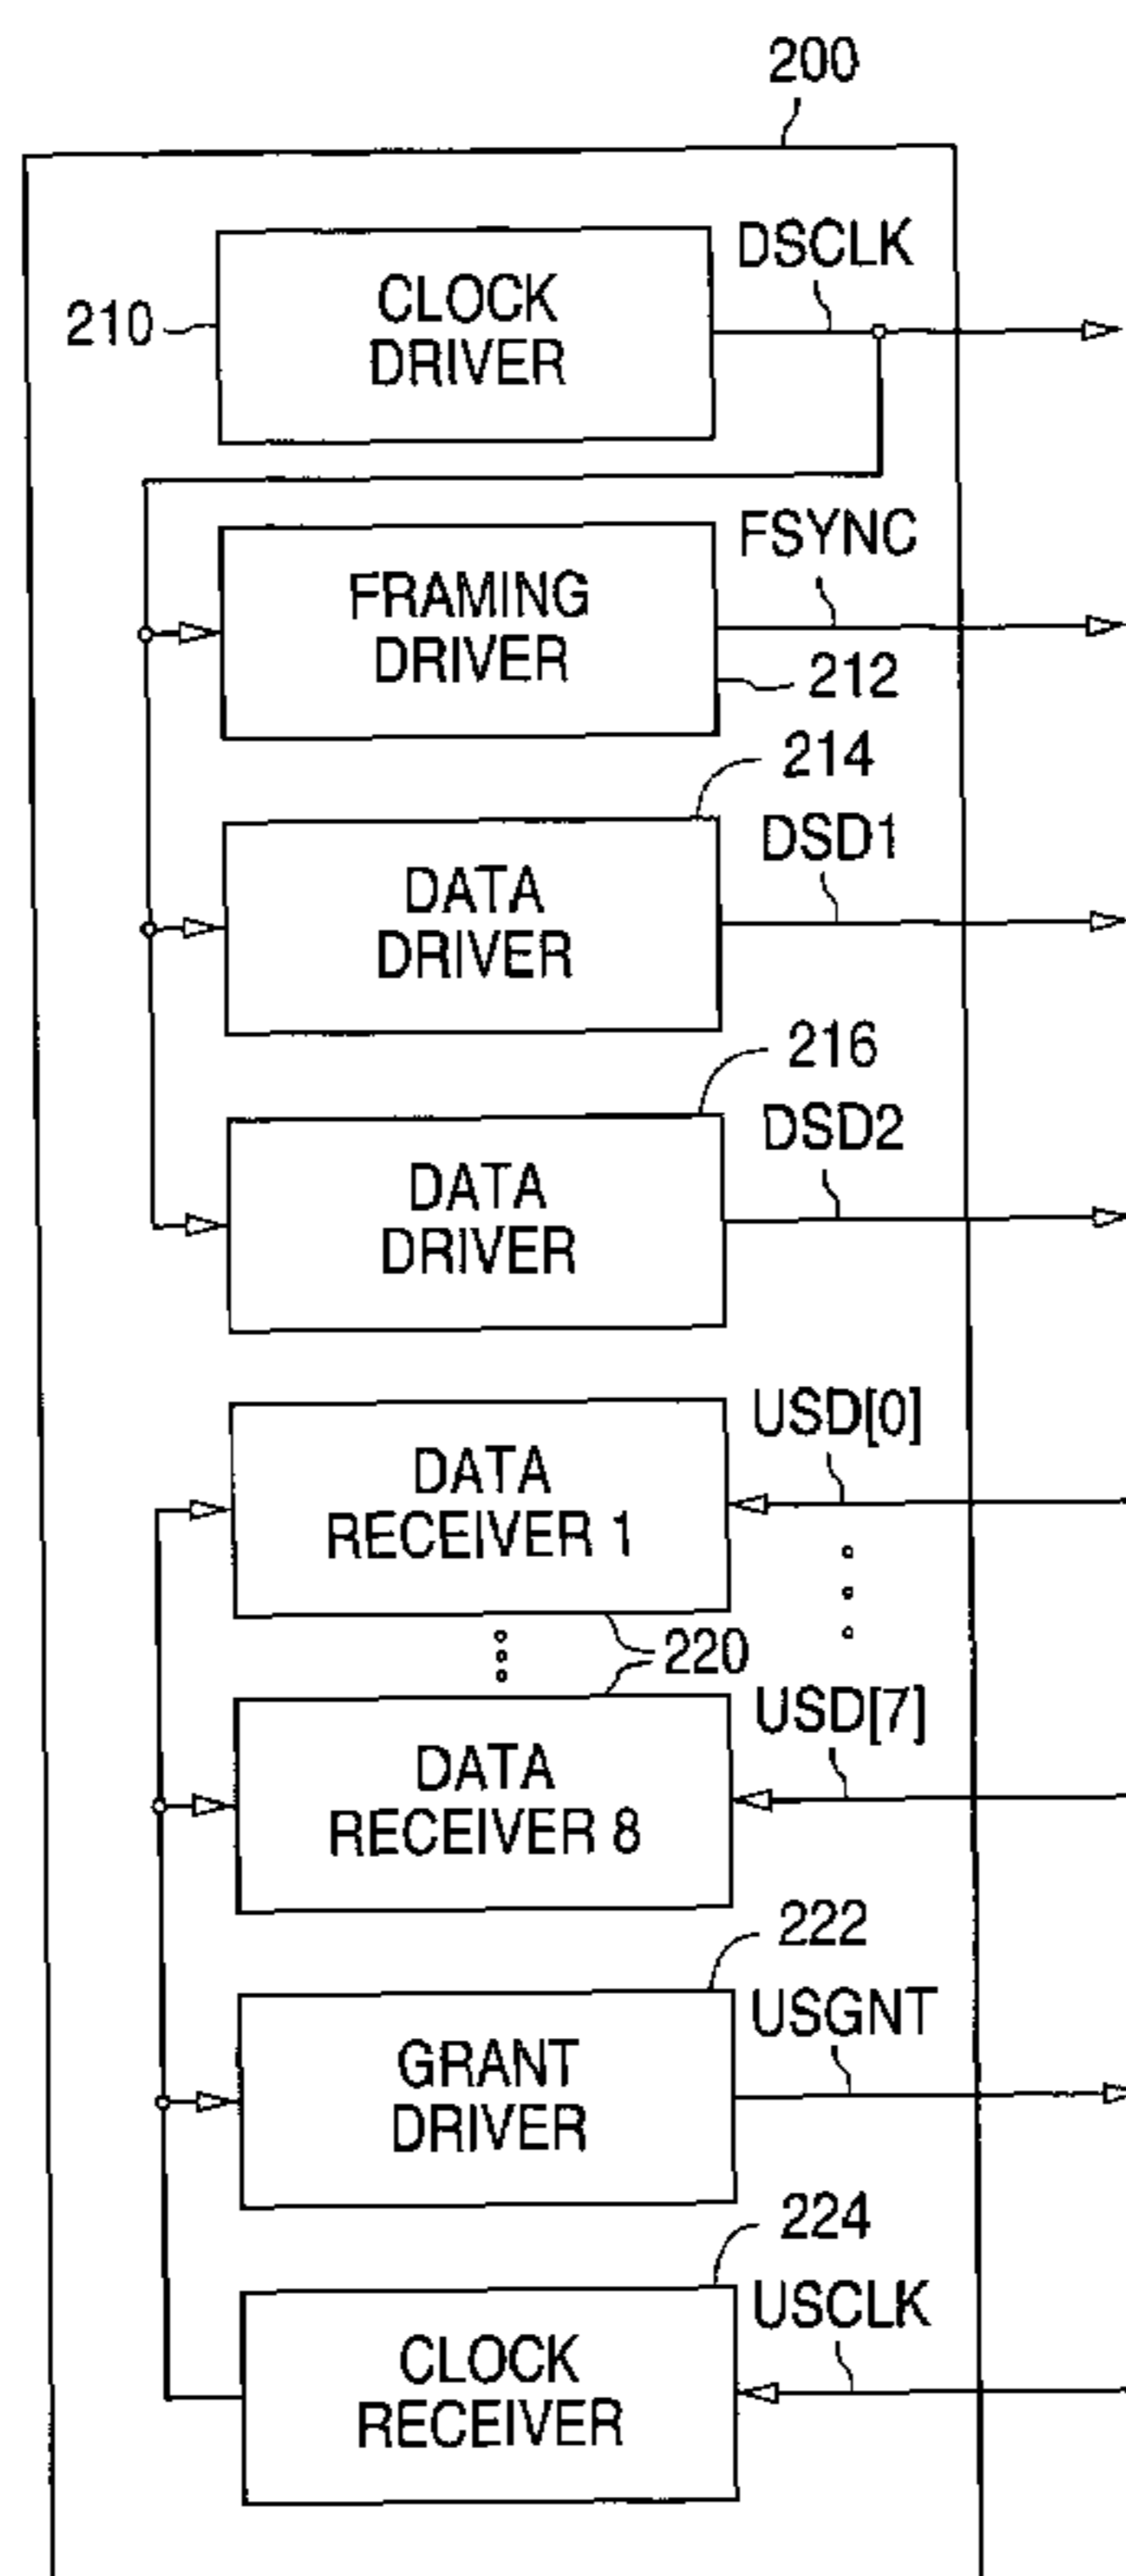 200
DSCLK
210
CLOCK
DRIVER
FSYNC
FRAMING
DRIVER
212
214
DSD1
DATA
DRIVER
216
DSD2
DATA
DRIVER
USD[0]
DATA
RECEIVER 1
220
USD[7]
DATA
RECEIVER 8
222
USGNT
GRANT
DRIVER
224
USCLK
CLOCK
RECEIVER